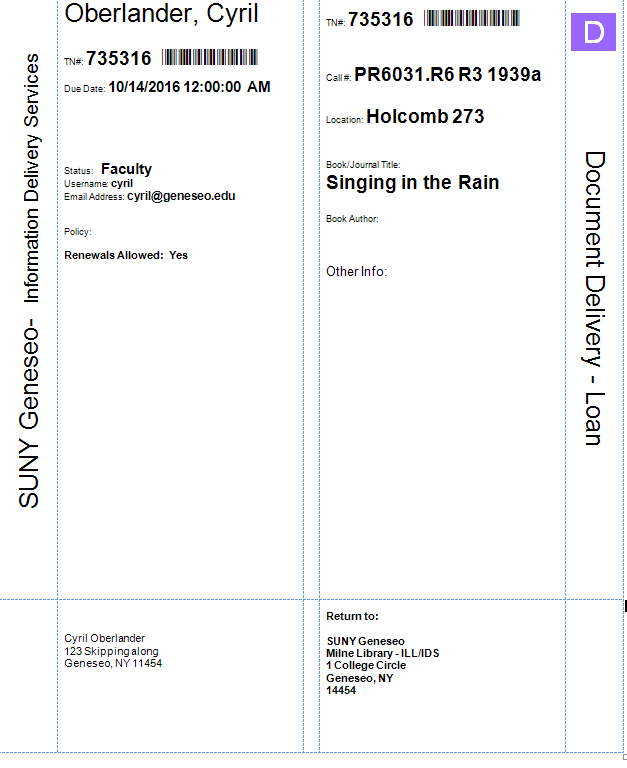 SUNY Geneseo- Information Delivery Services
Oberlander, Cyril
TN#: 735316
Due Date: 10/14/2016 12:00:00 AM
Status: Faculty
Username: cyril
Email Address: cyril@geneseo.edu
Policy:
Renewals Allowed: Yes
Cyril Oberlander
123 Skipping along
Geneseo, NY 11454
TN#: 735316
Call #: PR6031.R6 R3 1939a
Location: Holcomb 273
Book/Journal Title:
Singing in the Rain
Book Author:
Other Info:
Return to:
SUNY Geneseo
Milne Library - ILL/IDS
1 College Circle
Geneseo, NY
14454
D
Document Delivery - Loan